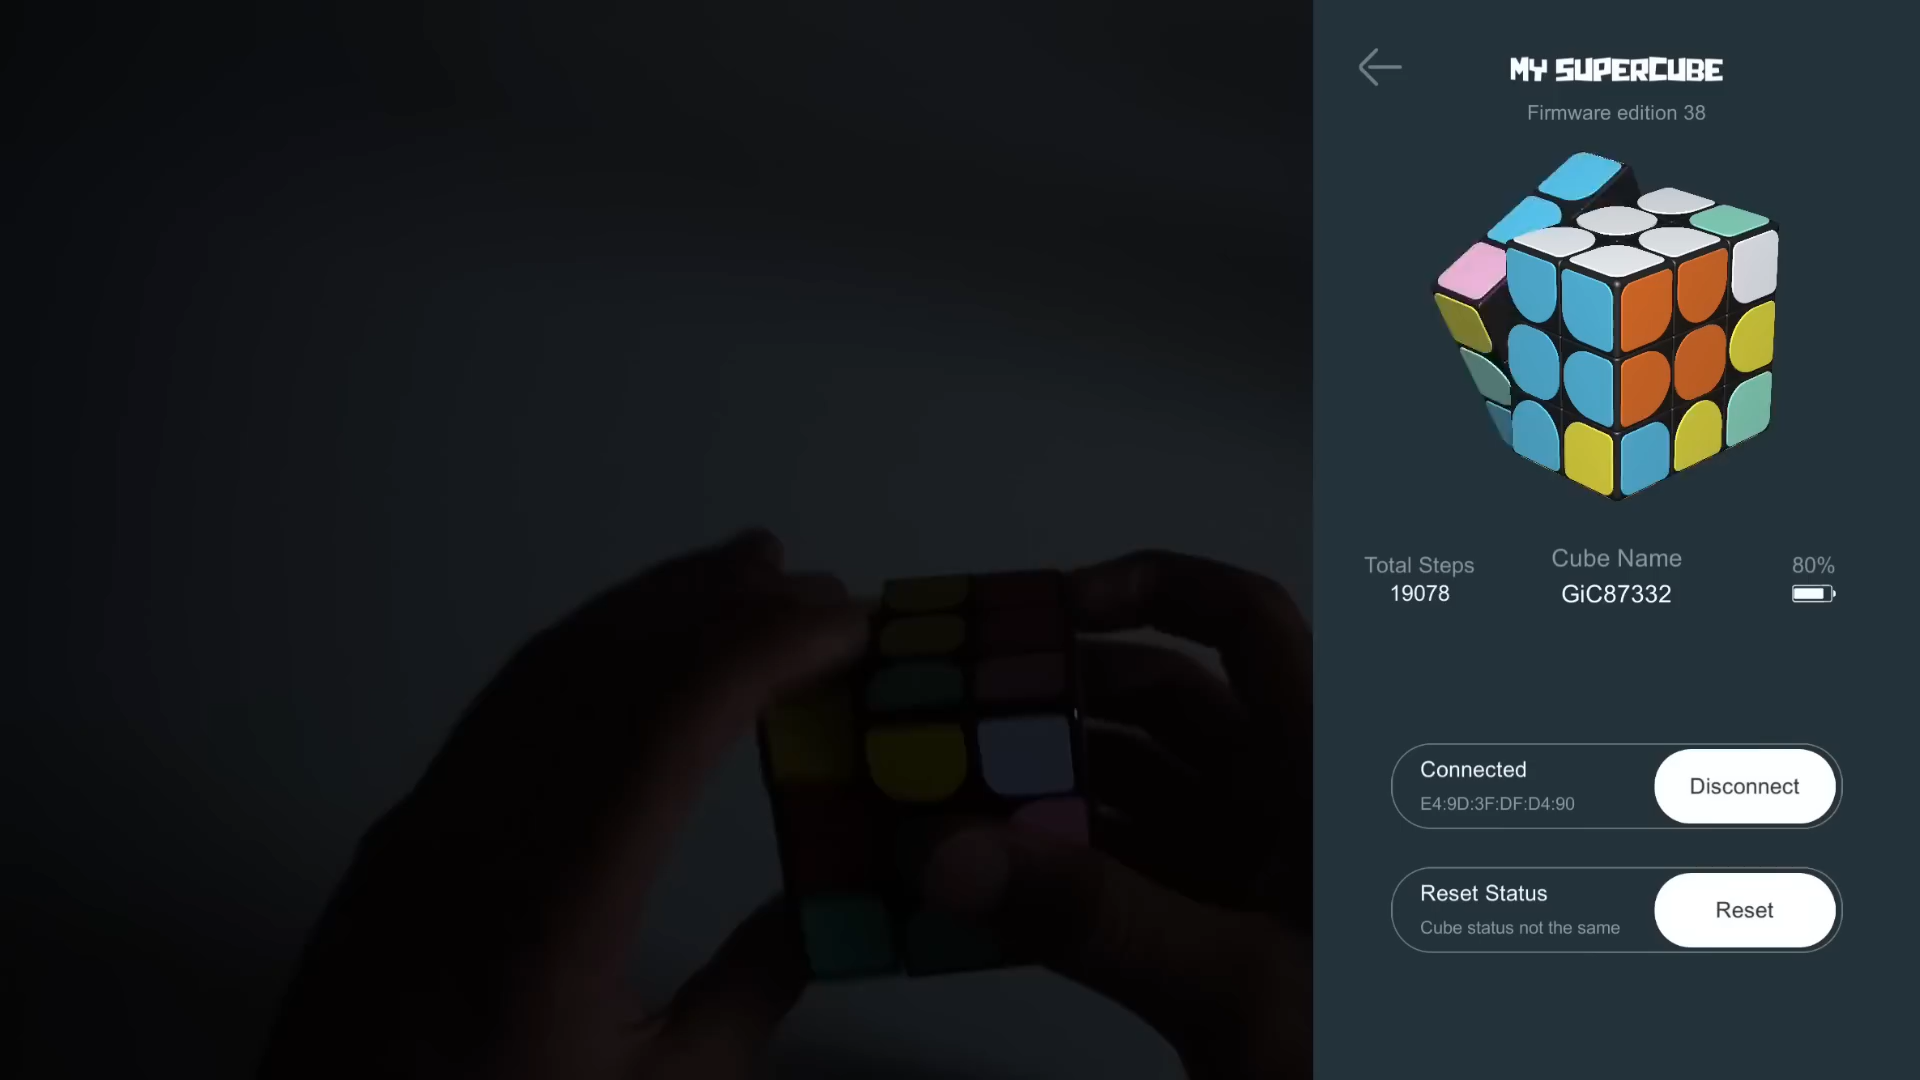 MY SUPERCUBE
Firmware edition 38
Total Steps
19078
Cube Name
GiC87332
80%
Connected
E4:9D:3F:DF:D4:90
Disconnect
Reset Status
Cube status not the same
Reset